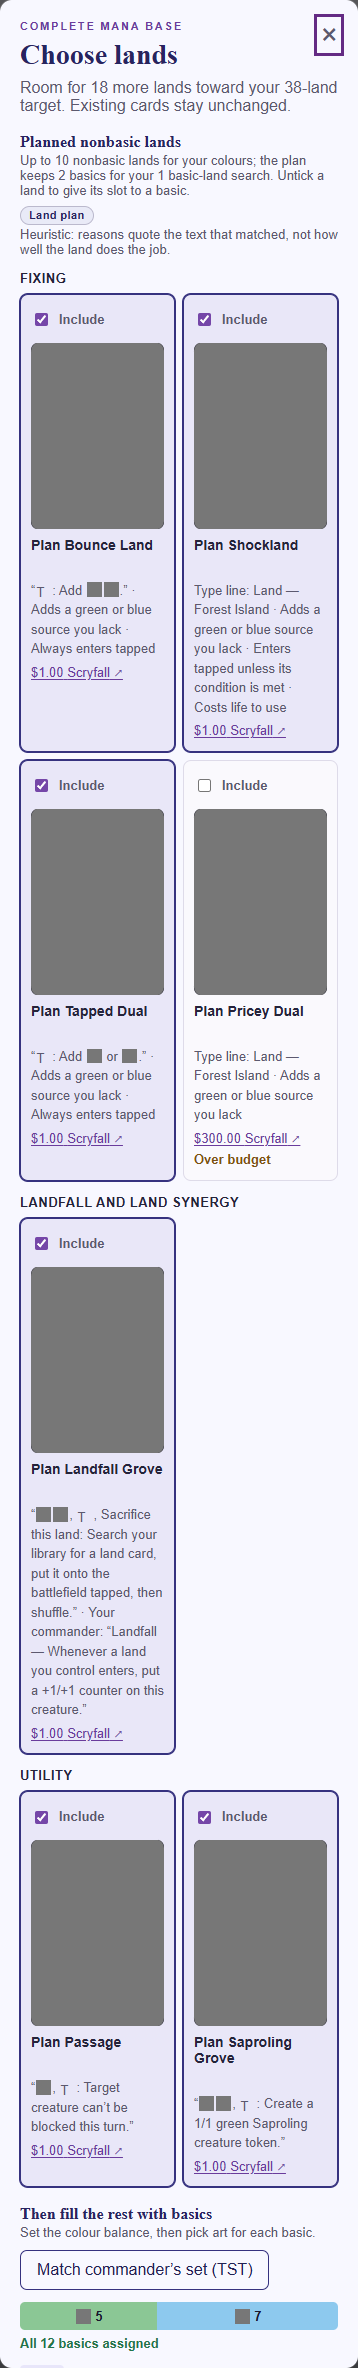 COMPLETE MANA BASE
Choose lands
×
Room for 18 more lands toward your 38-land
target. Existing cards stay unchanged.
Planned nonbasic lands
Up to 10 nonbasic lands for your colours; the plan
keeps 2 basics for your 1 basic-land search. Untick a
land to give its slot to a basic.
Land plan
Heuristic: reasons quote the text that matched, not how
well the land does the job.
FIXING
Include
Plan Bounce Land
“T : Add .” ·
Adds a green or blue
source you lack ·
Always enters tapped
$1.00 Scryfall ↗
Include
Plan Shockland
Type line: Land —
Forest Island · Adds a
green or blue source
you lack · Enters
tapped unless its
condition is met ·
Costs life to use
$1.00 Scryfall ↗
Include
Plan Tapped Dual
“T : Add or .” ·
Adds a green or blue
source you lack ·
Always enters tapped
$1.00 Scryfall ↗
Include
Plan Pricey Dual
Type line: Land —
Forest Island · Adds a
green or blue source
you lack
$300.00 Scryfall ↗
Over budget
LANDFALL AND LAND SYNERGY
Include
Plan Landfall Grove
“, T , Sacrifice
this land: Search your
library for a land card,
put it onto the
battlefield tapped, then
shuffle.” · Your
commander: “Landfall
— Whenever a land
you control enters, put
a +1/+1 counter on this
creature.”
$1.00 Scryfall ↗
UTILITY
Include
Plan Passage
“, T : Target
creature can’t be
blocked this turn.”
$1.00 Scryfall ↗
Include
Plan Saproling
Grove
“, T : Create a
1/1 green Saproling
creature token.”
$1.00 Scryfall ↗
Then fill the rest with basics
Set the colour balance, then pick art for each basic.
Match commander’s set (TST)
5
7
All 12 basics assigned